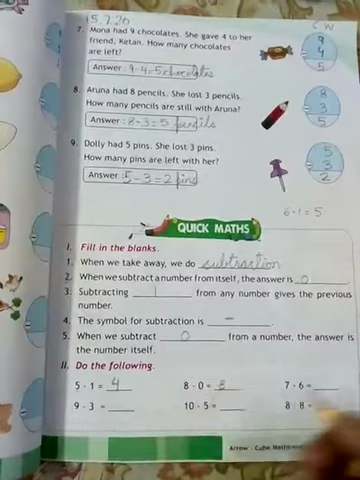 15.7.26
C W
7. Mona had 9 chocolates. She gave 4 to her
friend, Ketan. How many chocolates
are left?
Answer : 9-4=5 chocolates
9
4
5
8. Aruna had 8 pencils. She lost 3 pencils.
How many pencils are still with Aruna?
Answer : 8-3=5 pencils
8
3
5
9. Dolly had 5 pins. She lost 3 pins.
How many pins are left with her?
Answer : 5-3=2 pins
5
3
2
6-1=5
QUICK MATHS
I. Fill in the blanks.
1. When we take away, we do subtraction
2. When we subtract a number from itself, the answer is 0.
3. Subtracting 1 from any number gives the previous
number.
4. The symbol for subtraction is -
5. When we subtract 0 from a number, the answer is
the number itself.
II. Do the following.
5 - 1 = 4 8 - 0 = 8 7 - 6 =
9 - 3 = 10 - 5 = 8 - 8 =
Arrow - Cube Mathematics